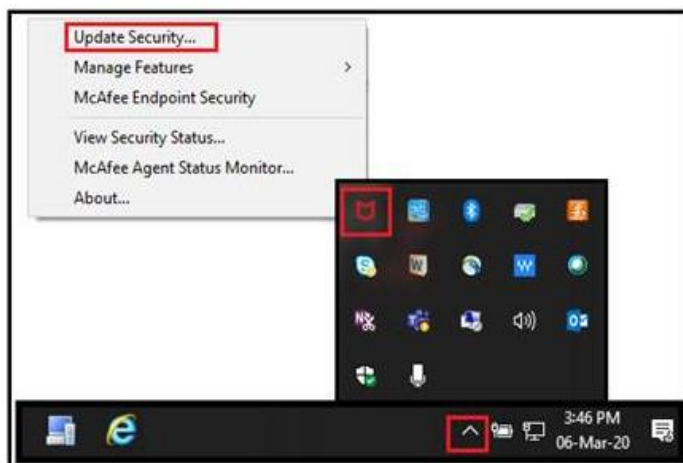 Update Security...
Manage Features
McAfee Endpoint Security
View Security Status...
McAfee Agent Status Monitor...
About...
3:46 PM
06-Mar-20